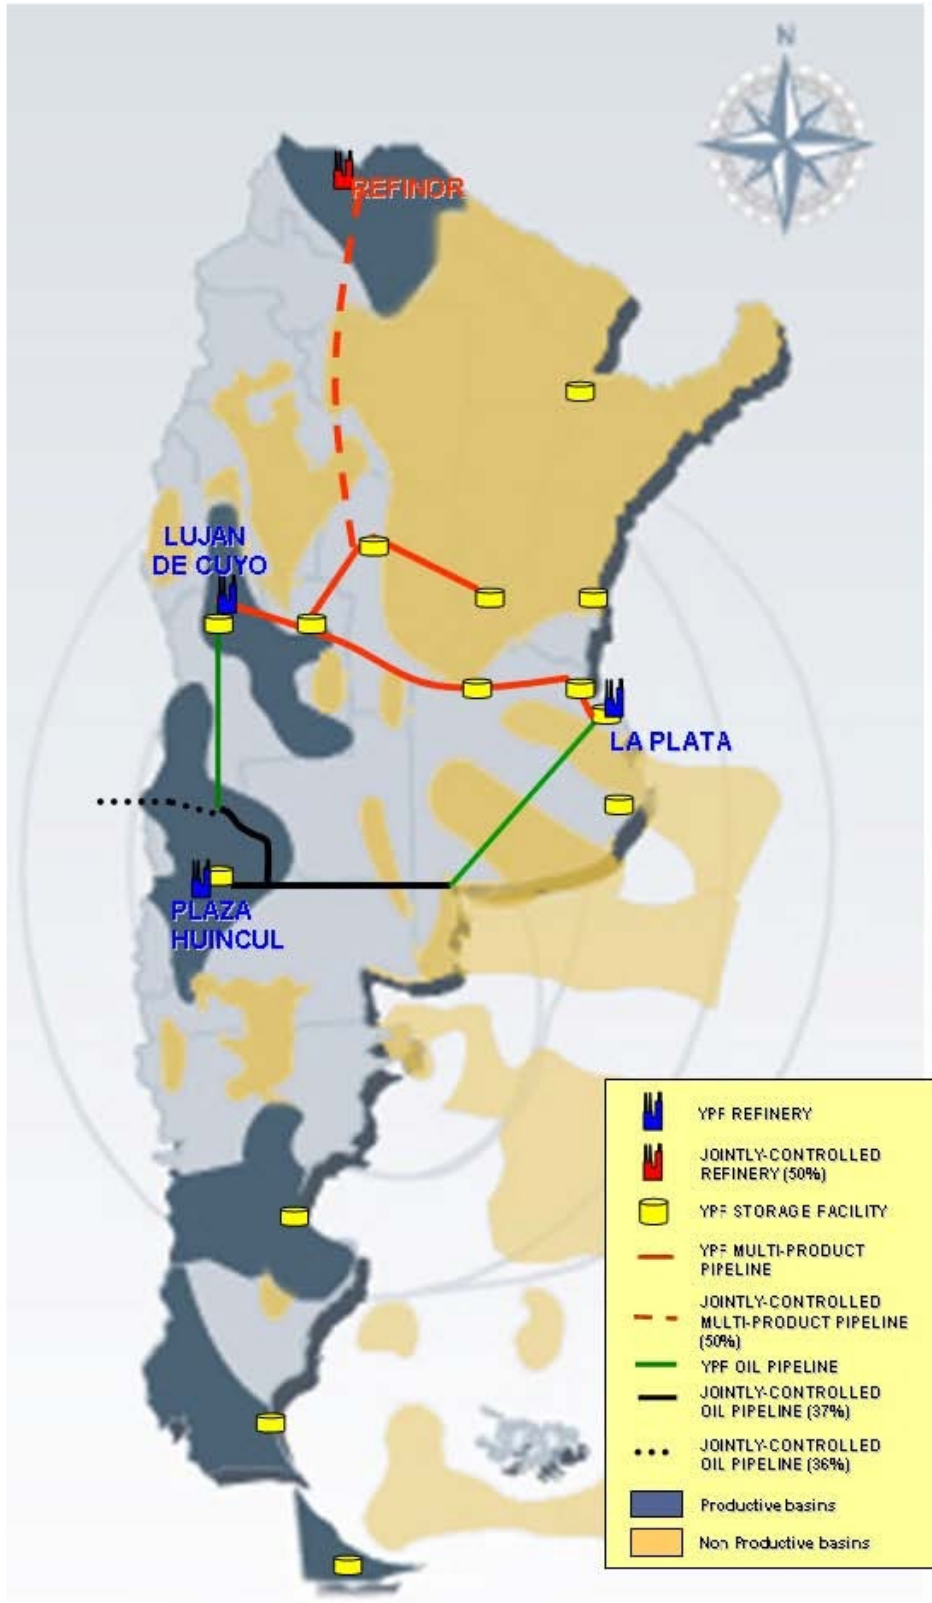 N
REFINOR
LUJAN
DE CUYO
LA PLATA
PLAZA
HUINCUL
YPF REFINERY
JOINTLY-CONTROLLED
REFINERY (50%)
YPF STORAGE FACILITY
YPF MULTI-PRODUCT
PIPELINE
JOINTLY-CONTROLLED
MULTI-PRODUCT PIPELINE
(50%)
YPF OIL PIPELINE
JOINTLY-CONTROLLED
OIL PIPELINE (37%)
JOINTLY-CONTROLLED
OIL PIPELINE (36%)
Productive basins
Non Productive basins